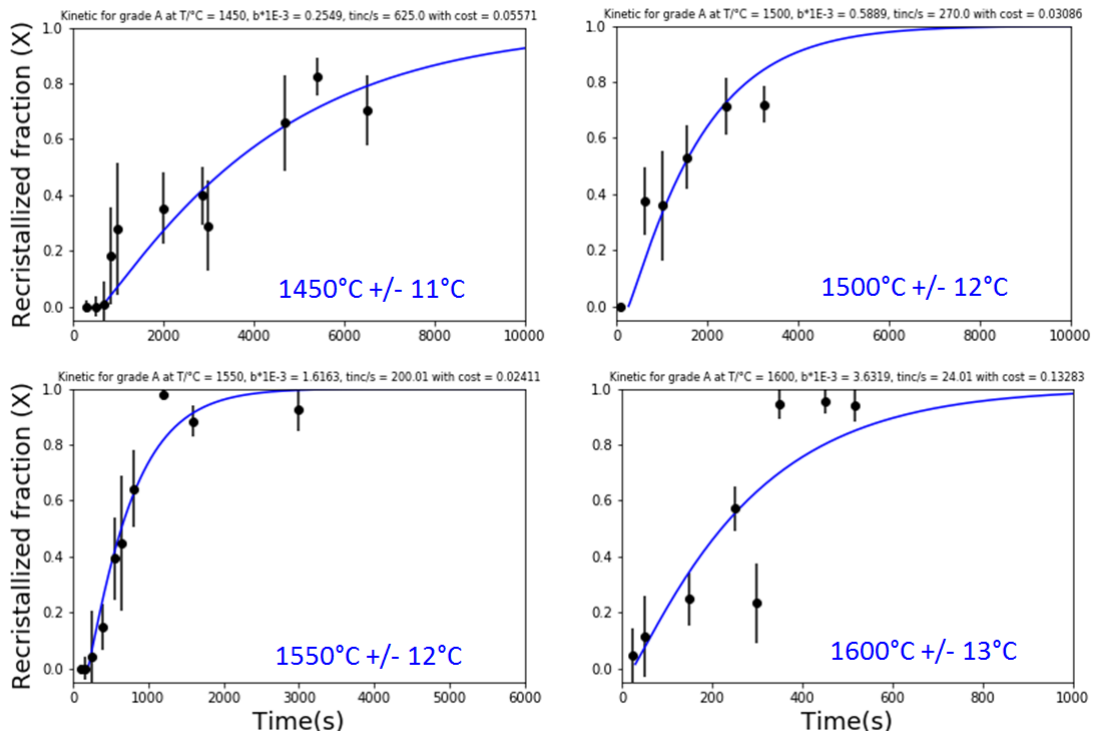 Kinetic for grade A at T/°C = 1450, b*1E-3 = 0.2549, tinc/s = 625.0 with cost = 0.05571
Recristallized fraction (X)
1.0
0.8
0.6
0.4
0.2
0.0
1450°C +/- 11°C
0 2000 4000 6000 8000 10000
Kinetic for grade A at T/°C = 1500, b*1E-3 = 0.5889, tinc/s = 270.0 with cost = 0.03086
1.0
0.8
0.6
0.4
0.2
0.0
1500°C +/- 12°C
0 2000 4000 6000 8000 10000
Kinetic for grade A at T/°C = 1550, b*1E-3 = 1.6163, tinc/s = 200.01 with cost = 0.02411
Recristallized fraction (X)
1.0
0.8
0.6
0.4
0.2
0.0
1550°C +/- 12°C
0 1000 2000 3000 4000 5000 6000
Time(s)
Kinetic for grade A at T/°C = 1600, b*1E-3 = 3.6319, tinc/s = 24.01 with cost = 0.13283
1.0
0.8
0.6
0.4
0.2
0.0
1600°C +/- 13°C
0 200 400 600 800 1000
Time(s)